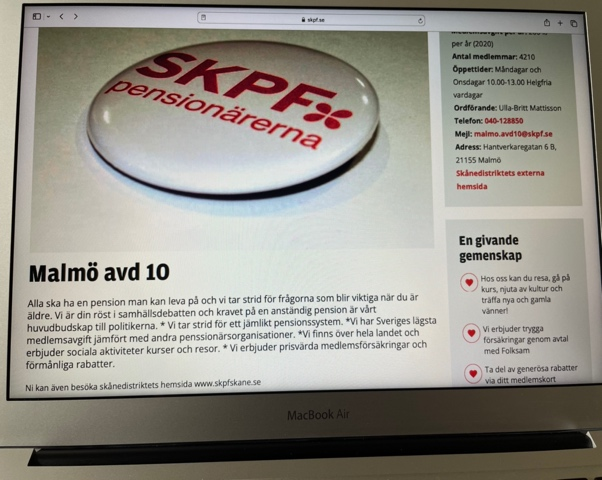 skpf.se
SKPF
pensionärerna
per år (2020)
Antal medlemmar: 4210
Öppettider: Måndagar och
Onsdagar 10.00-13.00 Helgfria
vardagar
Ordförande: Ulla-Britt Mattisson
Telefon: 040-128850
Mejl: malmo.avd10@skpf.se
Adress: Hantverkaregatan 6 B,
21155 Malmö
Skånedistriktets externa
hemsida
Malmö avd 10
Alla ska ha en pension man kan leva på och vi tar strid för frågorna som blir viktiga när du är
äldre. Vi är din röst i samhällsdebatten och kravet på en anständig pension är vårt
huvudbudskap till politikerna. * Vi tar strid för ett jämlikt pensionssystem. *Vi har Sveriges lägsta
medlemsavgift jämfört med andra pensionärsorganisationer. *Vi finns över hela landet och
erbjuder sociala aktiviteter kurser och resor. * Vi erbjuder prisvärda medlemsförsäkringar och
förmånliga rabatter.
Ni kan även besöka skånedistriktets hemsida www.skpfskane.se
En givande
gemenskap
Hos oss kan du resa, gå på
kurs, njuta av kultur och
träffa nya och gamla
vänner!
Vi erbjuder trygga
försäkringar genom avtal
med Folksam
Ta del av generösa rabatter
via ditt medlemskort
MacBook Air